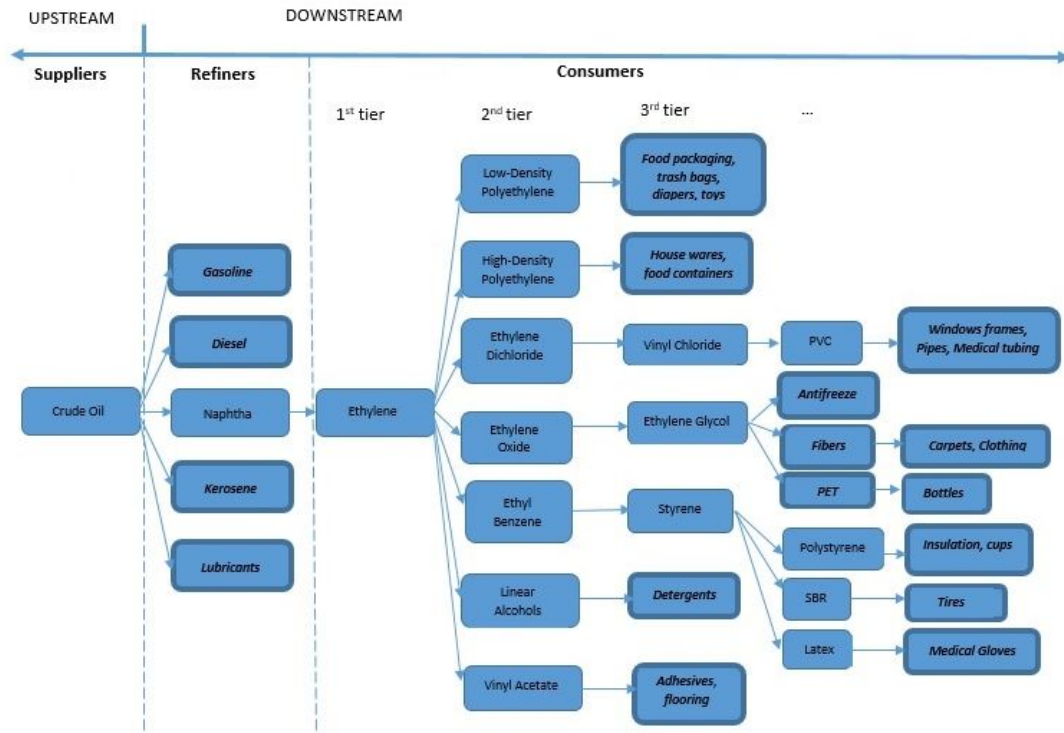 UPSTREAM
DOWNSTREAM
Suppliers
Refiners
Consumers
1st tier
2nd tier
3rd tier
...
Crude Oil
Gasoline
Diesel
Naphtha
Kerosene
Lubricants
Ethylene
Low-Density
Polyethylene
Food packaging,
trash bags,
diapers, toys
High-Density
Polyethylene
House wares,
food containers
Ethylene
Dichloride
Vinyl Chloride
PVC
Windows frames,
Pipes, Medical tubing
Ethylene
Oxide
Ethylene Glycol
Antifreeze
Fibers
Carpets, Clothing
PET
Bottles
Ethyl
Benzene
Styrene
Polystyrene
Insulation, cups
SBR
Tires
Latex
Medical Gloves
Linear
Alcohols
Detergents
Vinyl Acetate
Adhesives,
flooring